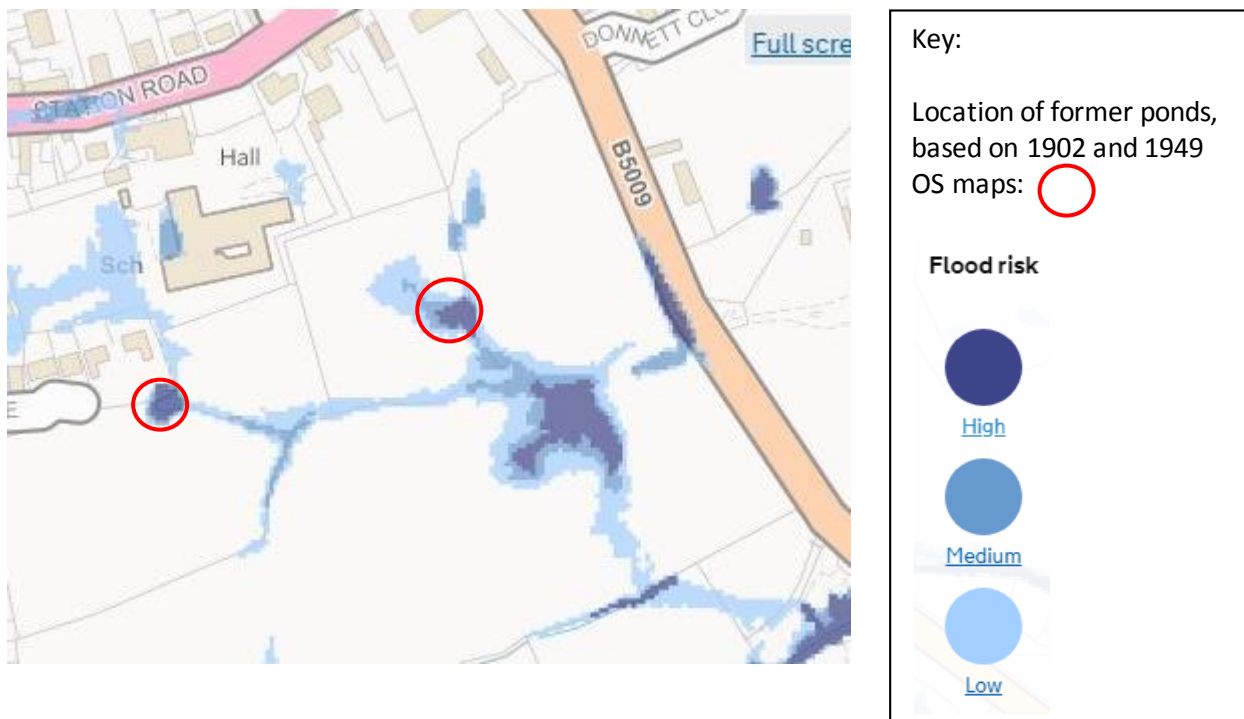 DONNETT CLO
Full scre
STATION ROAD
Hall
B5009
Sch
E
Key:
Location of former ponds,
based on 1902 and 1949
OS maps:
Flood risk
High
Medium
Low